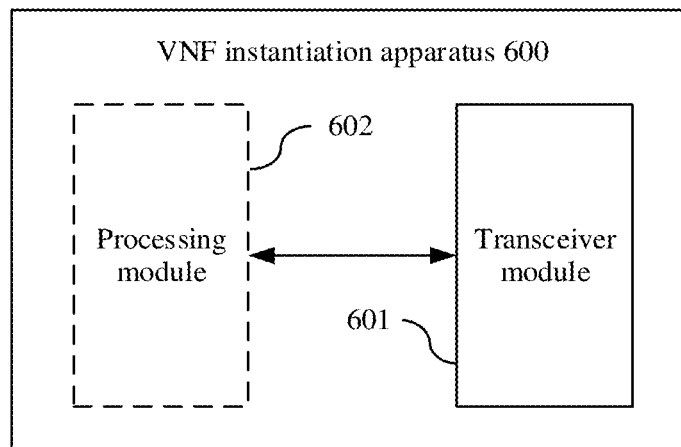 VNF instantiation apparatus 600
602
Processing
module
Transceiver
module
601